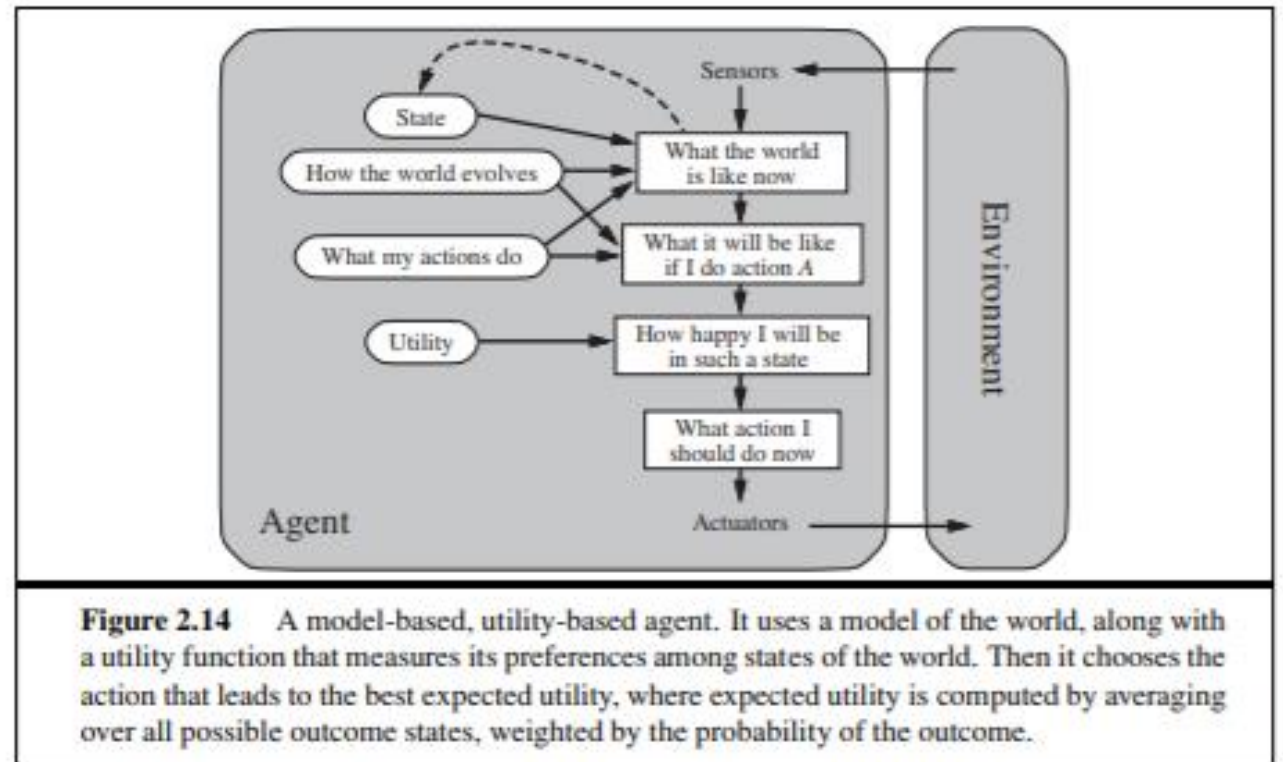 Sensors
State
What the world
is like now
How the world evolves
What it will be like
if I do action A
What my actions do
How happy I will be
in such a state
Utility
What action I
should do now
Agent
Actuators
Environment
Figure 2.14 A model-based, utility-based agent. It uses a model of the world, along with
a utility function that measures its preferences among states of the world. Then it chooses the
action that leads to the best expected utility, where expected utility is computed by averaging
over all possible outcome states, weighted by the probability of the outcome.